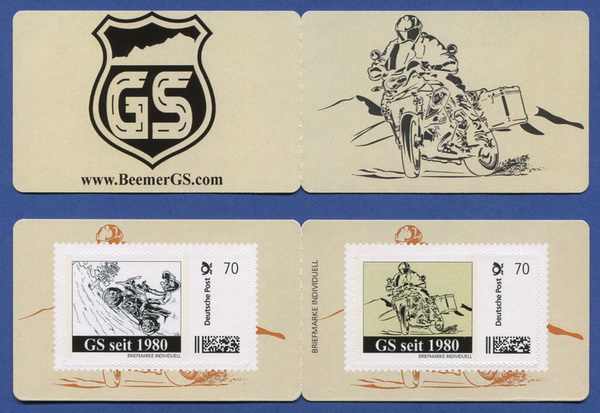 GS
www.BeemerGS.com
Deutsche Post
70
GS seit 1980
BRIEFMARKE INDIVIDUELL
BRIEFMARKE INDIVIDUELL
Deutsche Post
70
GS seit 1980
BRIEFMARKE INDIVIDUELL